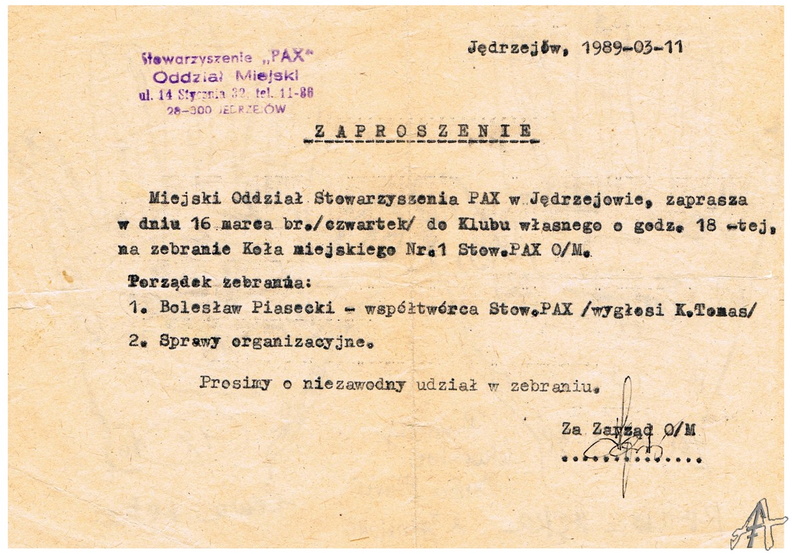 Jędrzejów, 1989-03-11
Stowarzyszenie „PAX"
Oddział Miejski
ul. 14 Stycznia 32, tel. 11-88
28-300 JĘDRZEJÓW
ZAPROSZENIE
Miejski Oddział Stowarzyszenia PAX w Jędrzejowie, zaprasza
w dniu 16 marca br./czwartek/ do Klubu własnego o godz. 18 -tej,
na zebranie Koła miejskiego Nr.1 Stow.PAX O/M.
Porządek zebrania:
1. Bolesław Piasecki - współtwórca Stow.PAX /wygłosi K.Tomas/
2. Sprawy organizacyjne.
Prosimy o niezawodny udział w zebraniu.
Za Zarząd O/M